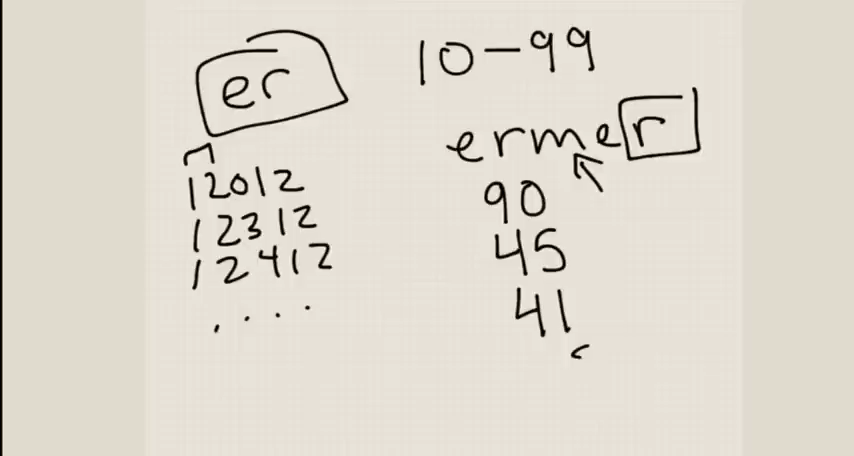 er
12012
12312
12412
. . . .
10-99
ermer
90
45
41